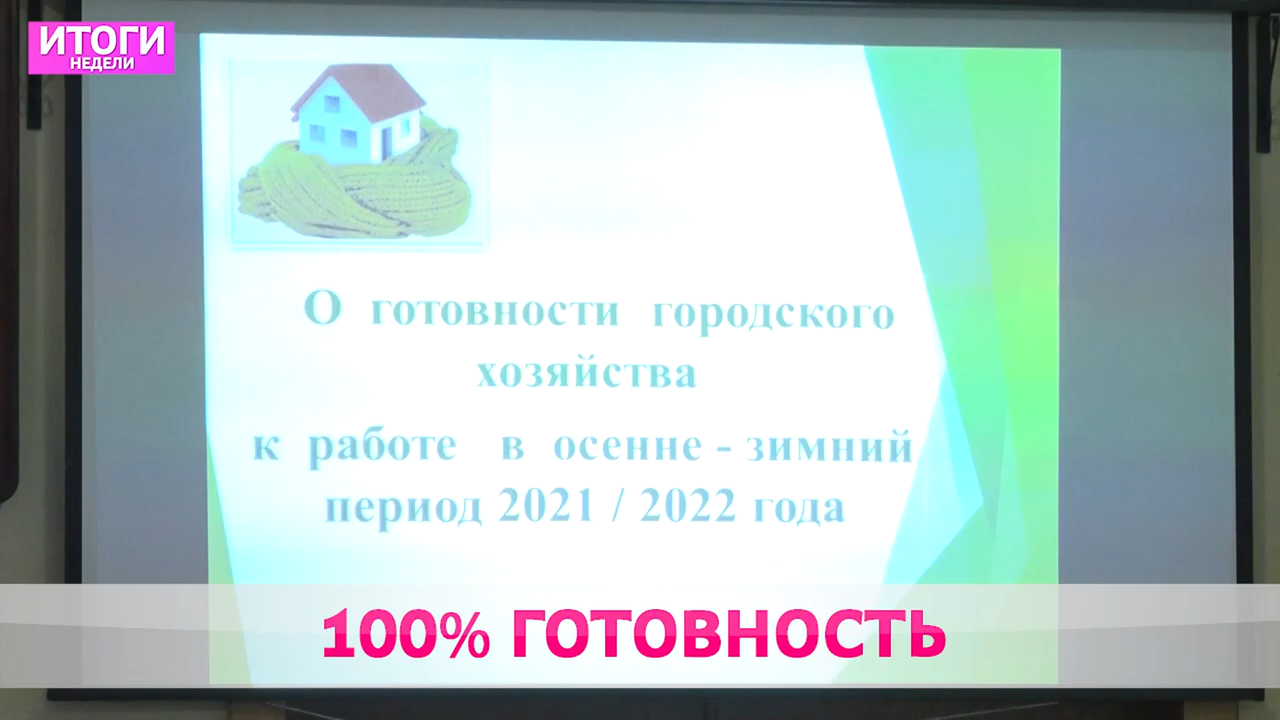 ИТОГИ
НЕДЕЛИ
О готовности городского
хозяйства
к работе в осенне - зимний
период 2021 / 2022 года
100% ГОТОВНОСТЬ